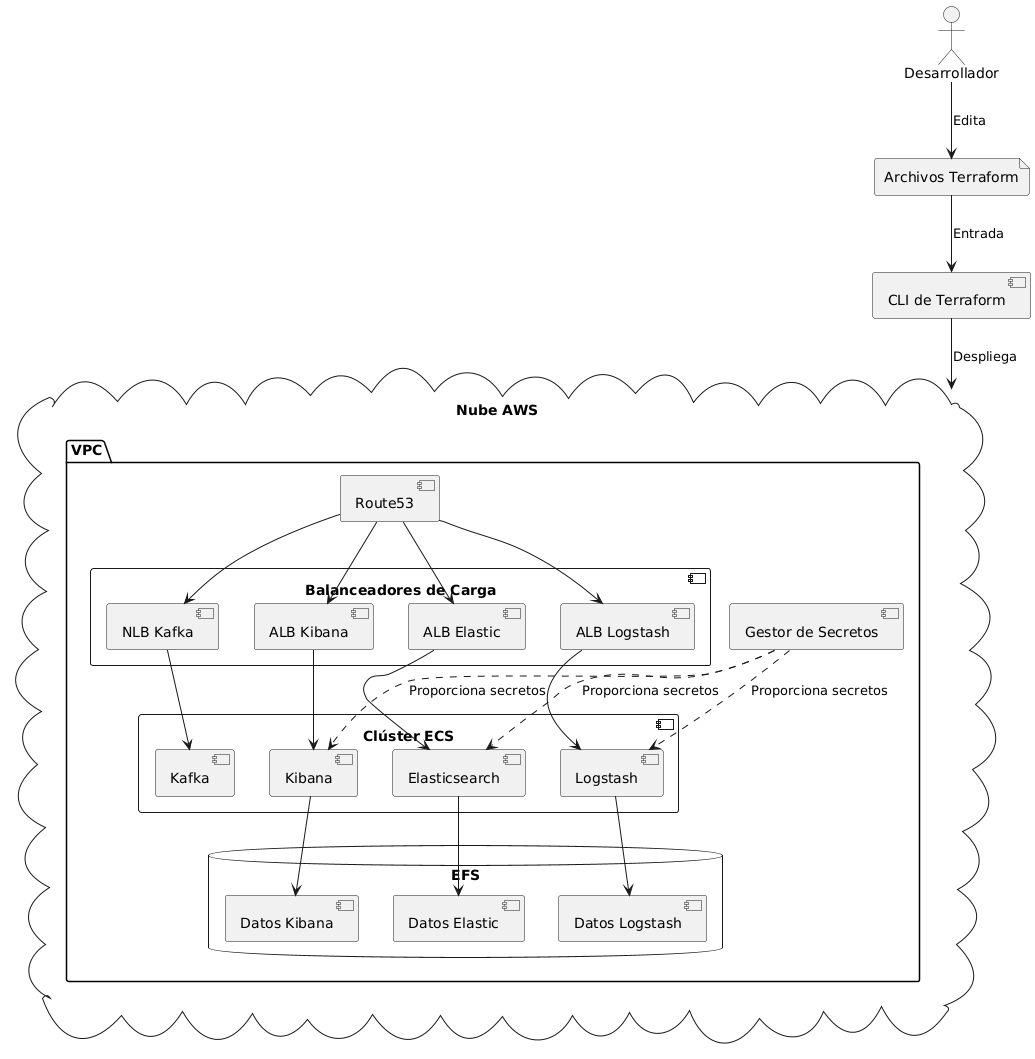 Desarrollador
Edita
Archivos Terraform
Entrada
CLI de Terraform
Despliega
Nube AWS
VPC
Route53
Balanceadores de Carga
NLB Kafka
ALB Kibana
ALB Elastic
ALB Logstash
Gestor de Secretos
Proporciona secretos
Proporciona secretos
Proporciona secretos
Clúster ECS
Kafka
Kibana
Elasticsearch
Logstash
EFS
Datos Kibana
Datos Elastic
Datos Logstash